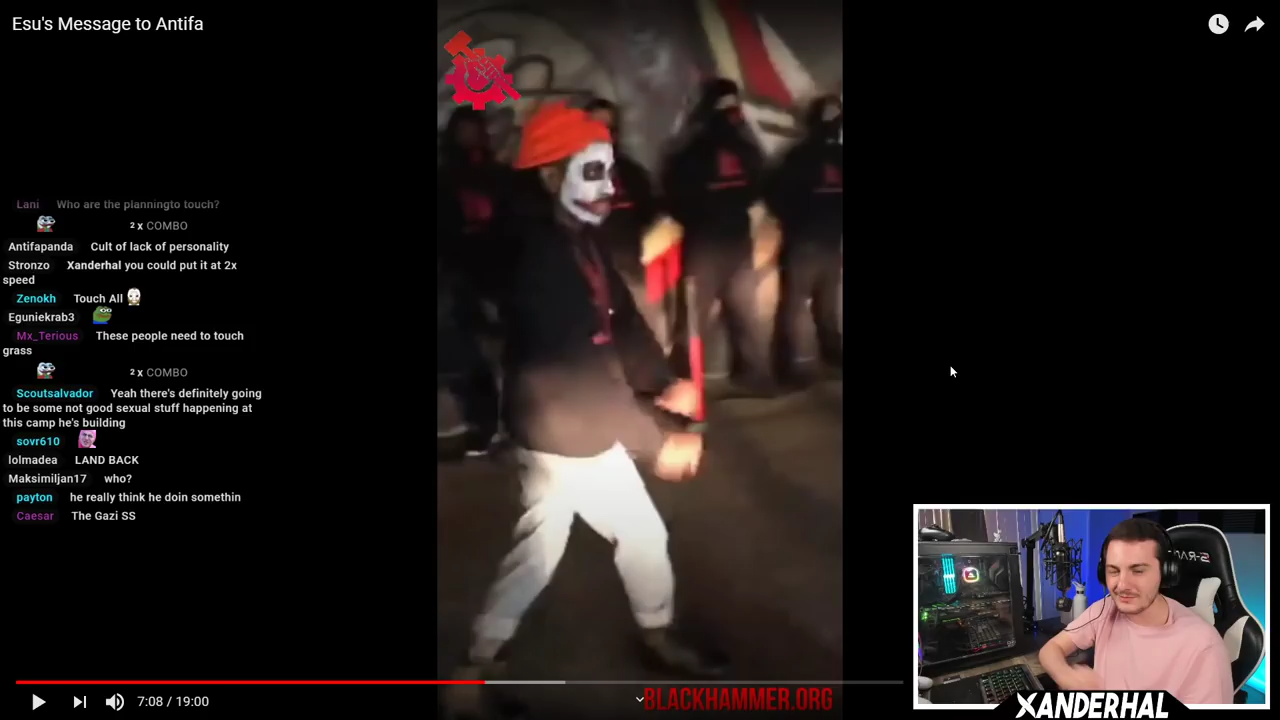 Esu's Message to Antifa
Lani Who are the planningto touch?
2 x COMBO
Antifapanda Cult of lack of personality
Stronzo Xanderhal you could put it at 2x
speed
Zenokh Touch All
Eguniekrab3
Mx_Terious These people need to touch
grass
2 x COMBO
Scoutsalvador Yeah there's definitely going
to be some not good sexual stuff happening at
this camp he's building
sovr610
lolmadea LAND BACK
Maksimiljan17 who?
payton he really think he doin somethin
Caesar The Gazi SS
7:08 / 19:00
BLACKHAMMER.ORG
XANDERHAL